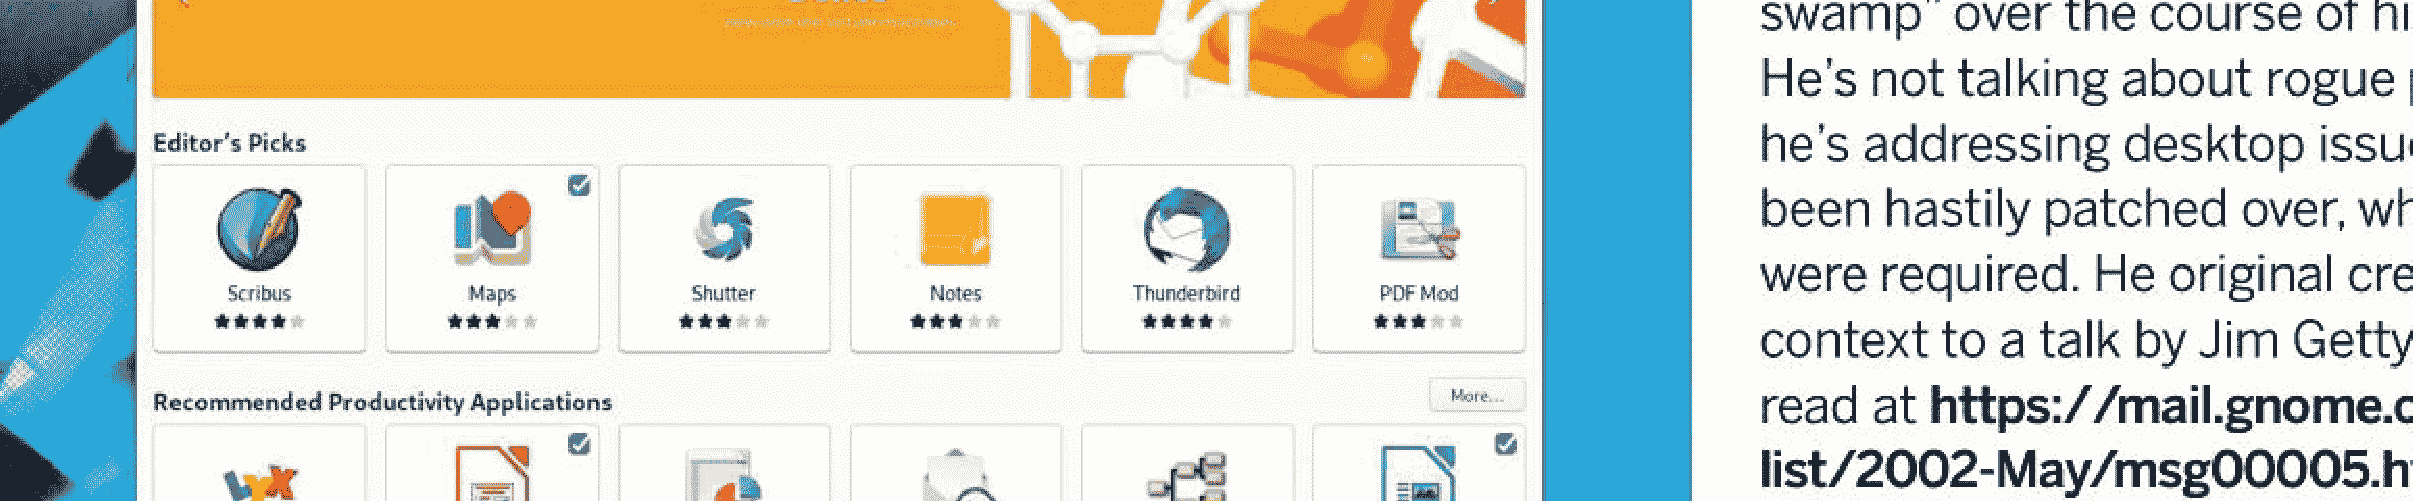 Editor's Picks
Scribus
Maps
Shutter
Notes
Thunderbird
PDF Mod
Recommended Productivity Applications
More...
LyX
swamp" over the course of hi
He's not talking about rogue
he's addressing desktop issu
been hastily patched over, wh
were required. He original cre
context to a talk by Jim Getty
read at https://mail.gnome.o
list/2002-May/msg00005.h